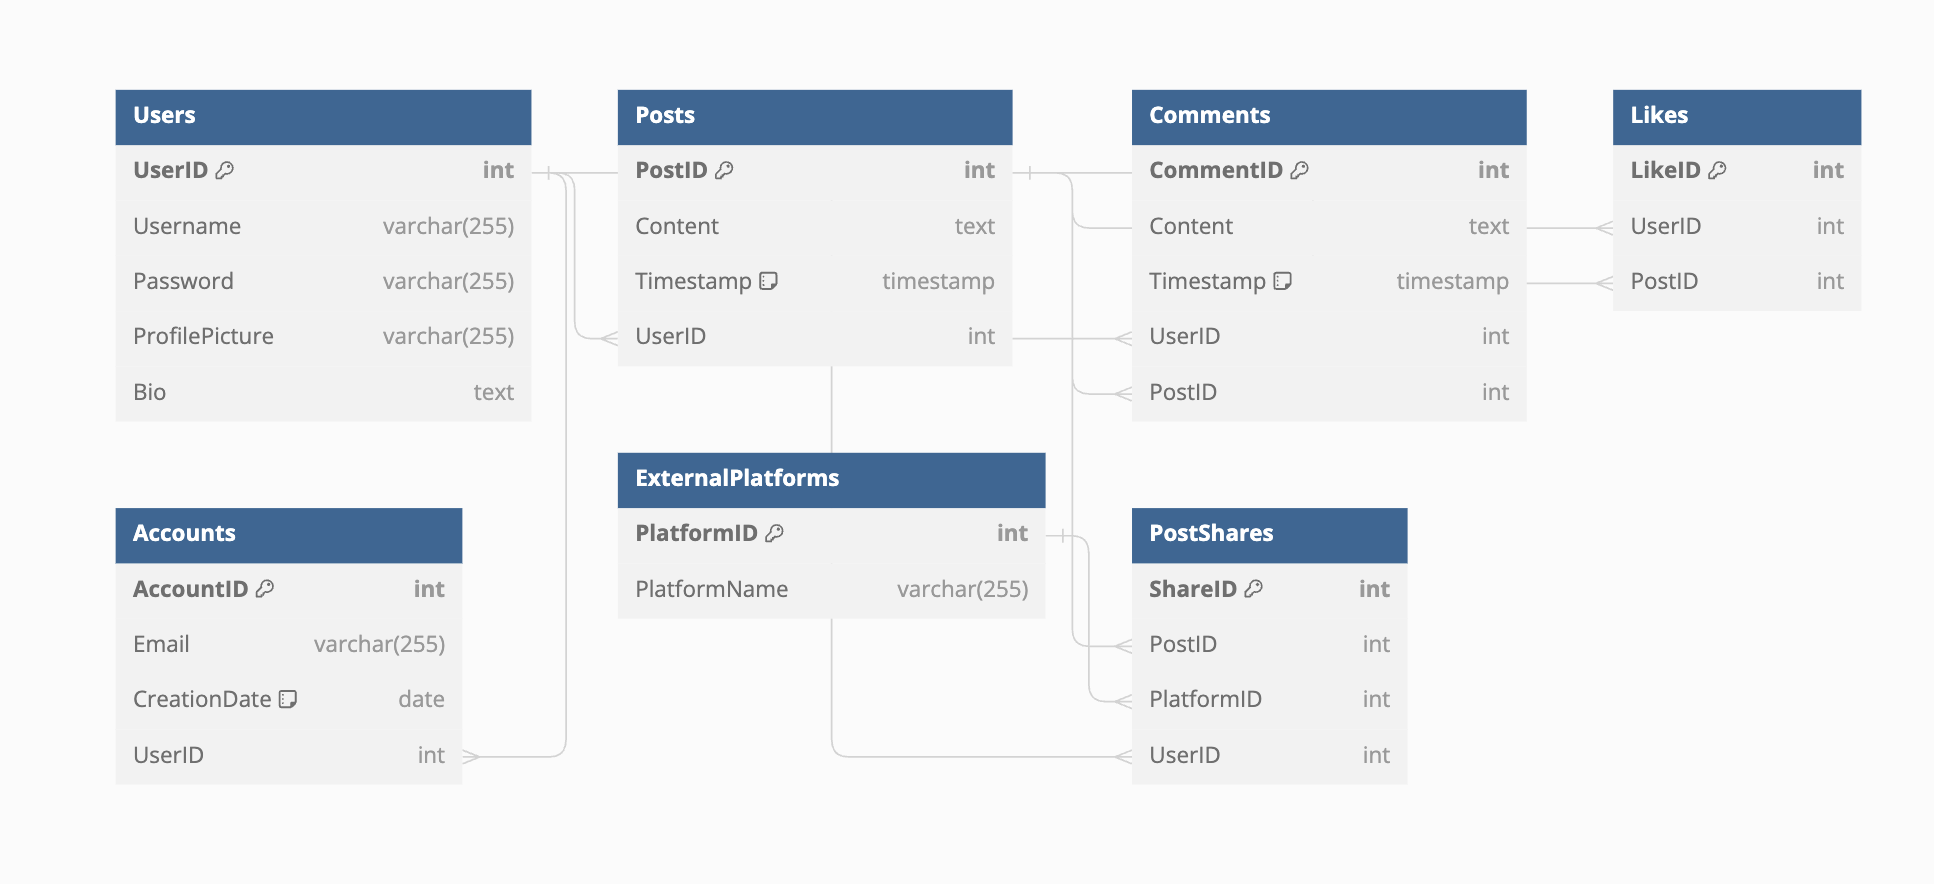 Users
UserID int
Username varchar(255)
Password varchar(255)
ProfilePicture varchar(255)
Bio text
Posts
PostID int
Content text
Timestamp timestamp
UserID int
Comments
CommentID int
Content text
Timestamp timestamp
UserID int
PostID int
Likes
LikeID int
UserID int
PostID int
Accounts
AccountID int
Email varchar(255)
CreationDate date
UserID int
ExternalPlatforms
PlatformID int
PlatformName varchar(255)
PostShares
ShareID int
PostID int
PlatformID int
UserID int